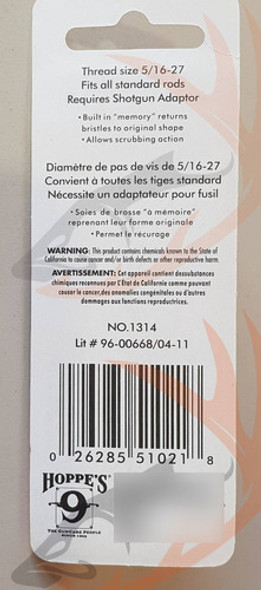 Thread size 5/16-27
Fits all standard rods
Requires Shotgun Adaptor
• Built in "memory" returns
bristles to original shape
• Allows scrubbing action
Diamètre de pas de vis de 5/16-27
Convient à toutes les tiges standard
Nécessite un adaptateur pour fusil
• Soies de brosse "a mémoire"
reprenant leur forme originale
• Permet le récurage
WARNING: This product contains chemicals known to the State of
California to cause cancer and/or birth defects or other reproductive harm.
AVERTISSEMENT: Cet appareil contient dessubstances
chimiques reconnues par L'État de Californie comme pouvant
causer le cancer,des anomalies congénitales ou d'autres
dommages aux fonctions reproductrices.
NO.1314
Lit # 96-00668/04-11
0 26285 51021 8
HOPPE'S
9
THE GUNCARE PEOPLE
SINCE 1903